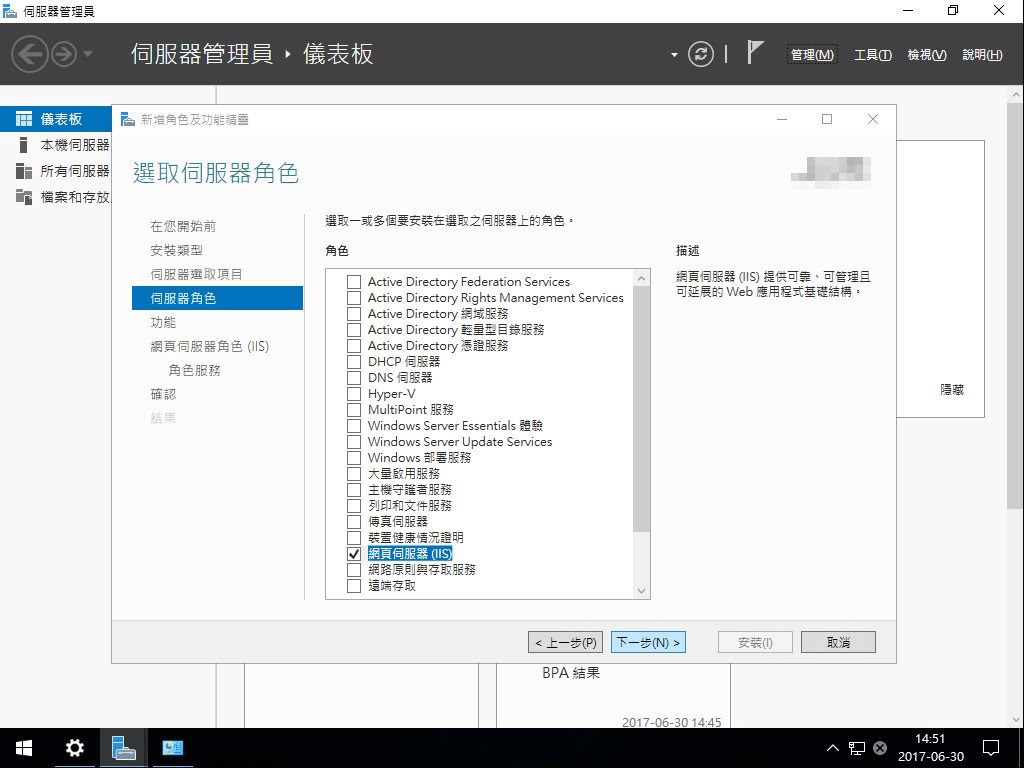 伺服器管理員
伺服器管理員 ‣ 儀表板
管理(M) 工具(T) 檢視(V) 說明(H)
儀表板
本機伺服器
所有伺服器
檔案和存放
新增角色及功能精靈
選取伺服器角色
在您開始前
安裝類型
伺服器選取項目
伺服器角色
功能
網頁伺服器角色 (IIS)
角色服務
確認
結果
選取一或多個要安裝在選取之伺服器上的角色。
角色
Active Directory Federation Services
Active Directory Rights Management Services
Active Directory 網域服務
Active Directory 輕量型目錄服務
Active Directory 憑證服務
DHCP 伺服器
DNS 伺服器
Hyper-V
MultiPoint 服務
Windows Server Essentials 體驗
Windows Server Update Services
Windows 部署服務
大量啟用服務
主機守護者服務
列印和文件服務
傳真伺服器
裝置健康情況證明
網頁伺服器 (IIS)
網路原則與存取服務
遠端存取
描述
網頁伺服器 (IIS) 提供可靠、可管理且
可延展的 Web 應用程式基礎結構。
隱藏
< 上一步(P) 下一步(N) > 安裝(I) 取消
BPA 結果
2017-06-30 14:45
14:51
2017-06-30